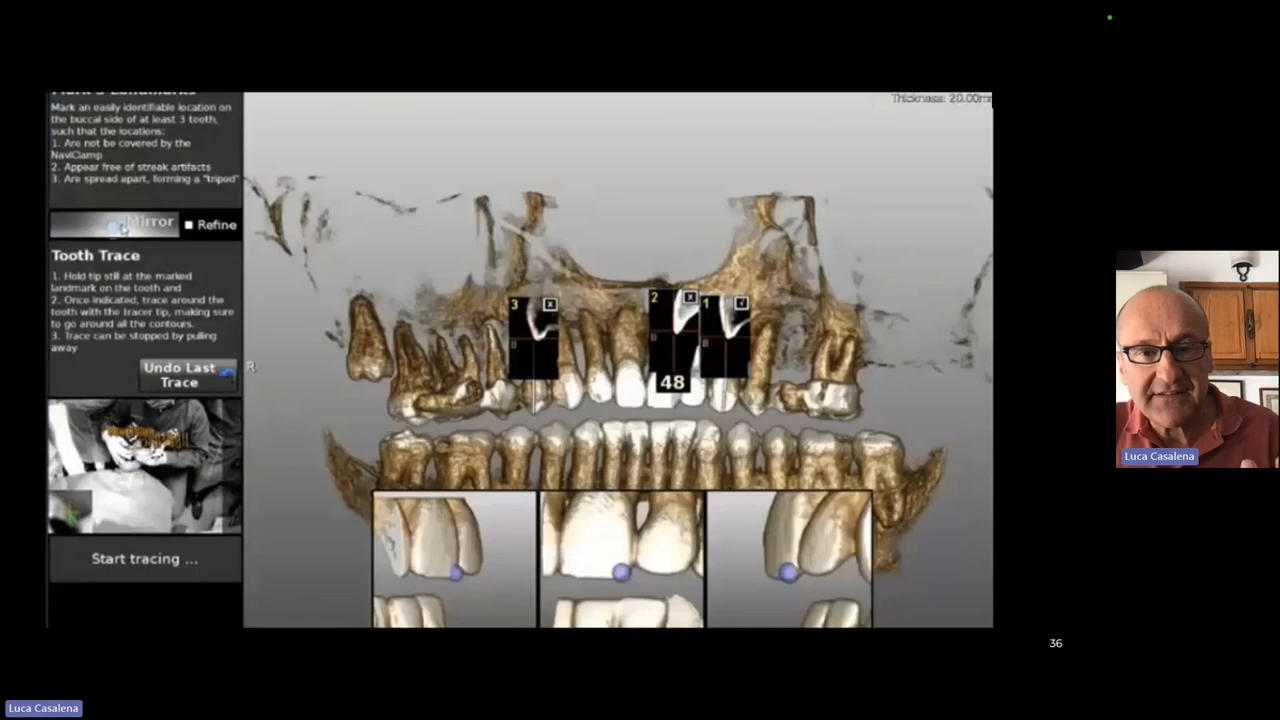 Mark 3 Landmarks
Mark an easily identifiable location on
the buccal side of at least 3 teeth,
such that the locations:
1. Are not be covered by the
NaviClamp
2. Appear free of streak artifacts
3. Are spread apart, forming a "tripod"
Mirror
Refine
Tooth Trace
1. Hold tip still at the marked
landmark on the tooth and
2. Once indicated, trace around the
tooth with the tracer tip, making sure
to go around all the contours.
3. Trace can be stopped by pulling
away
Undo Last
Trace
Start tracing ...
Thickness: 20.00m
R
3
2
1
48
36
Luca Casalena
Luca Casalena